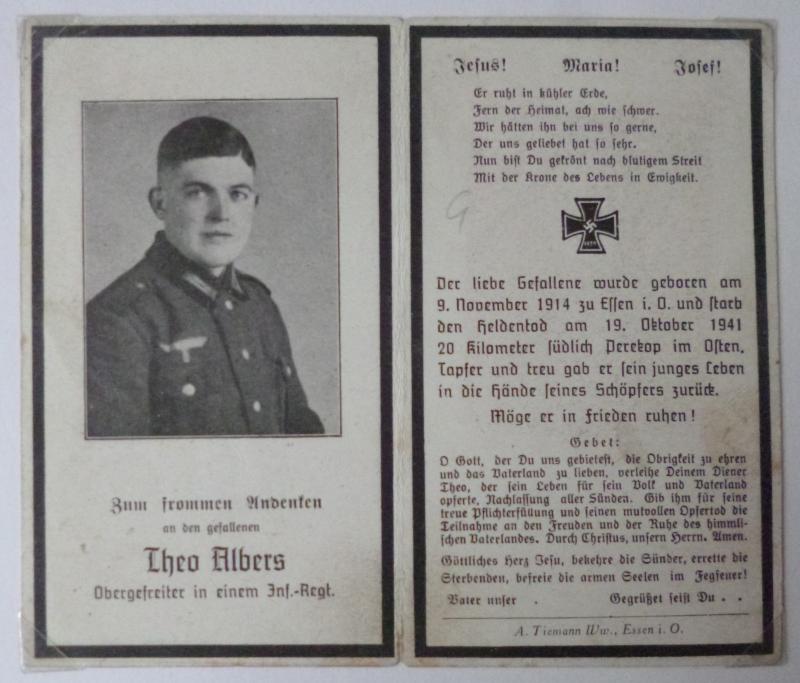 Zum frommen Andenken
an den gefallenen
Theo Albers
Obergefreiter in einem Inf.-Regt.
Jesus! Maria! Josef!
Er ruht in kühler Erde,
Fern der Heimat, ach wie schwer.
Wir hätten ihn bei uns so gerne,
Der uns geliebet hat so sehr.
Nun bist Du gekrönt nach blutigem Streit
Mit der Krone des Lebens in Ewigkeit.
G
1939
Der liebe Gefallene wurde geboren am
9. November 1914 zu Essen i. O. und starb
den Heldentod am 19. Oktober 1941
20 Kilometer südlich Perekop im Osten.
Tapfer und treu gab er sein junges Leben
in die Hände seines Schöpfers zurück.
Möge er in Frieden ruhen!
Gebet:
O Gott, der Du uns gebietest, die Obrigkeit zu ehren
und das Vaterland zu lieben, verleihe Deinem Diener
Theo, der sein Leben für sein Volk und Vaterland
opferte, Nachlassung aller Sünden. Gib ihm für seine
treue Pflichterfüllung und seinen mutvollen Opfertod die
Teilnahme an den Freuden und der Ruhe des himmli-
schen Vaterlandes. Durch Christus, unsern Herrn. Amen.
Göttliches Herz Jesu, bekehre die Sünder, errette die
Sterbenden, befreie die armen Seelen im Fegfeuer!
Vater unser . Gegrüßet seist Du . .
A. Tiemann Ww., Essen i. O.